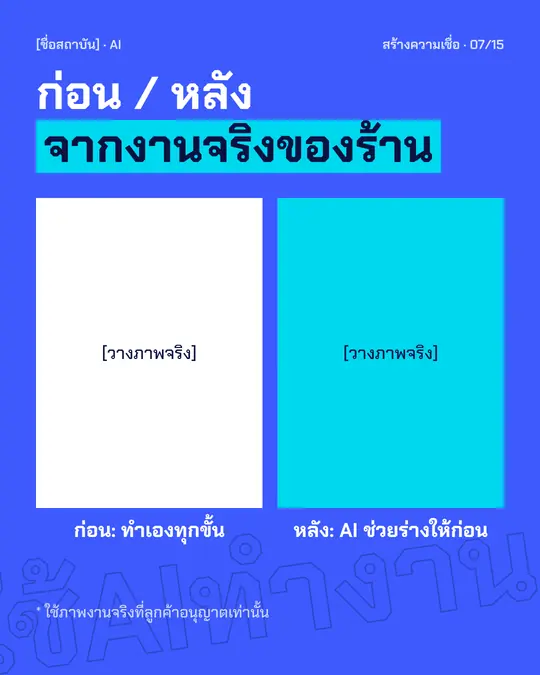 [ชื่อสถาบัน] · AI
สร้างความเชื่อ · 07/15
ก่อน / หลัง
จากงานจริงของร้าน
[วางภาพจริง]
[วางภาพจริง]
ก่อน: ทำเองทุกขั้น
หลัง: AI ช่วยร่างให้ก่อน
ใช้AIทำงาน
* ใช้ภาพงานจริงที่ลูกค้าอนุญาตเท่านั้น